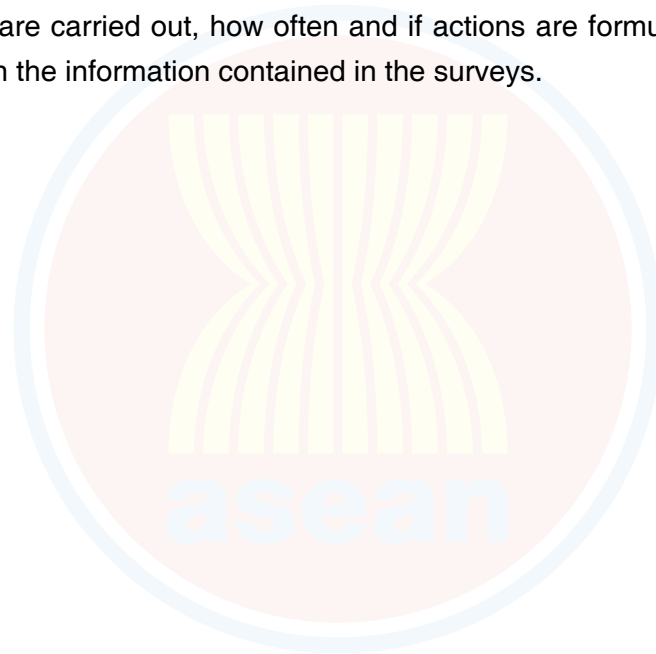 are carried out, how often and if actions are formu
n the information contained in the surveys.
asean